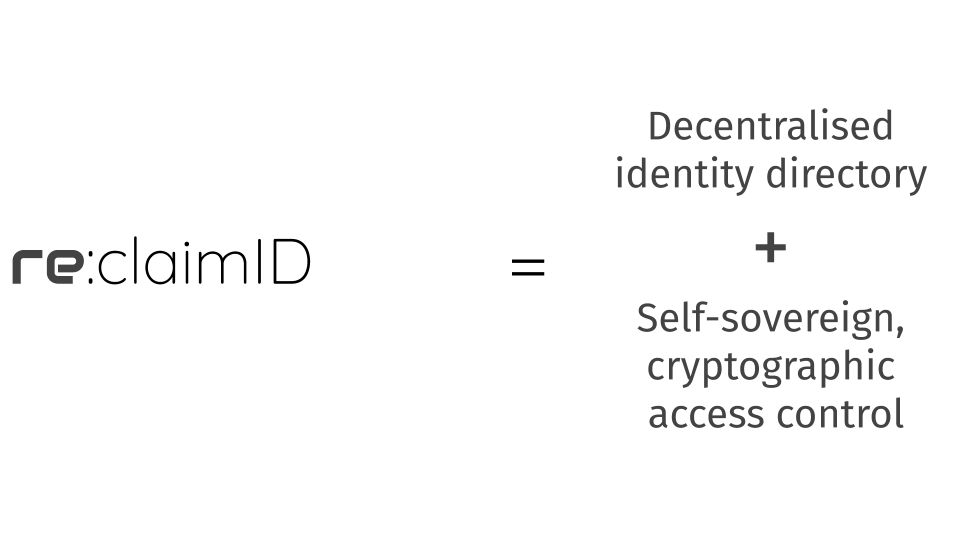 re:claimID
=
Decentralised
identity directory
+
Self-sovereign,
cryptographic
access control